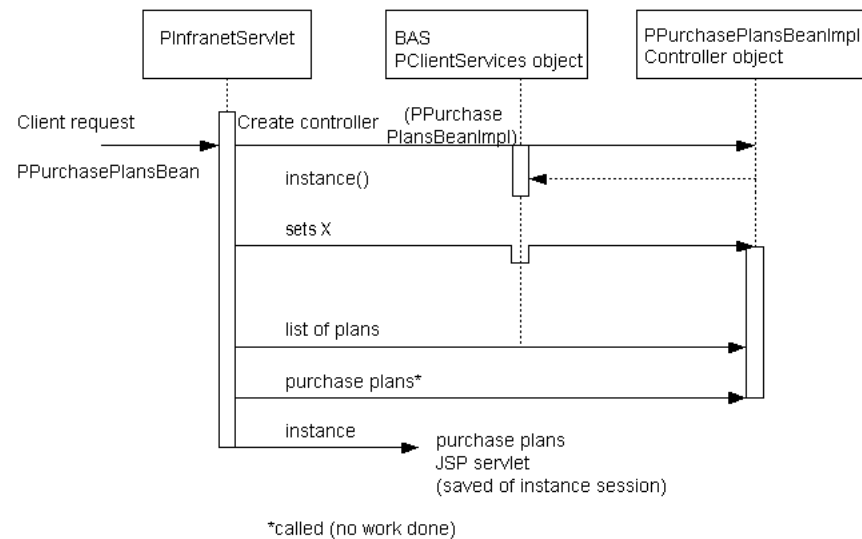 PInfranetServlet
BAS
PClientServices object
PPurchasePlansBeanImpl
Controller object
Client request
PPurchasePlansBean
Create controller
(PPurchase
PlansBeanImpl)
instance()
sets X
list of plans
purchase plans*
instance
purchase plans
JSP servlet
(saved of instance session)
*called (no work done)